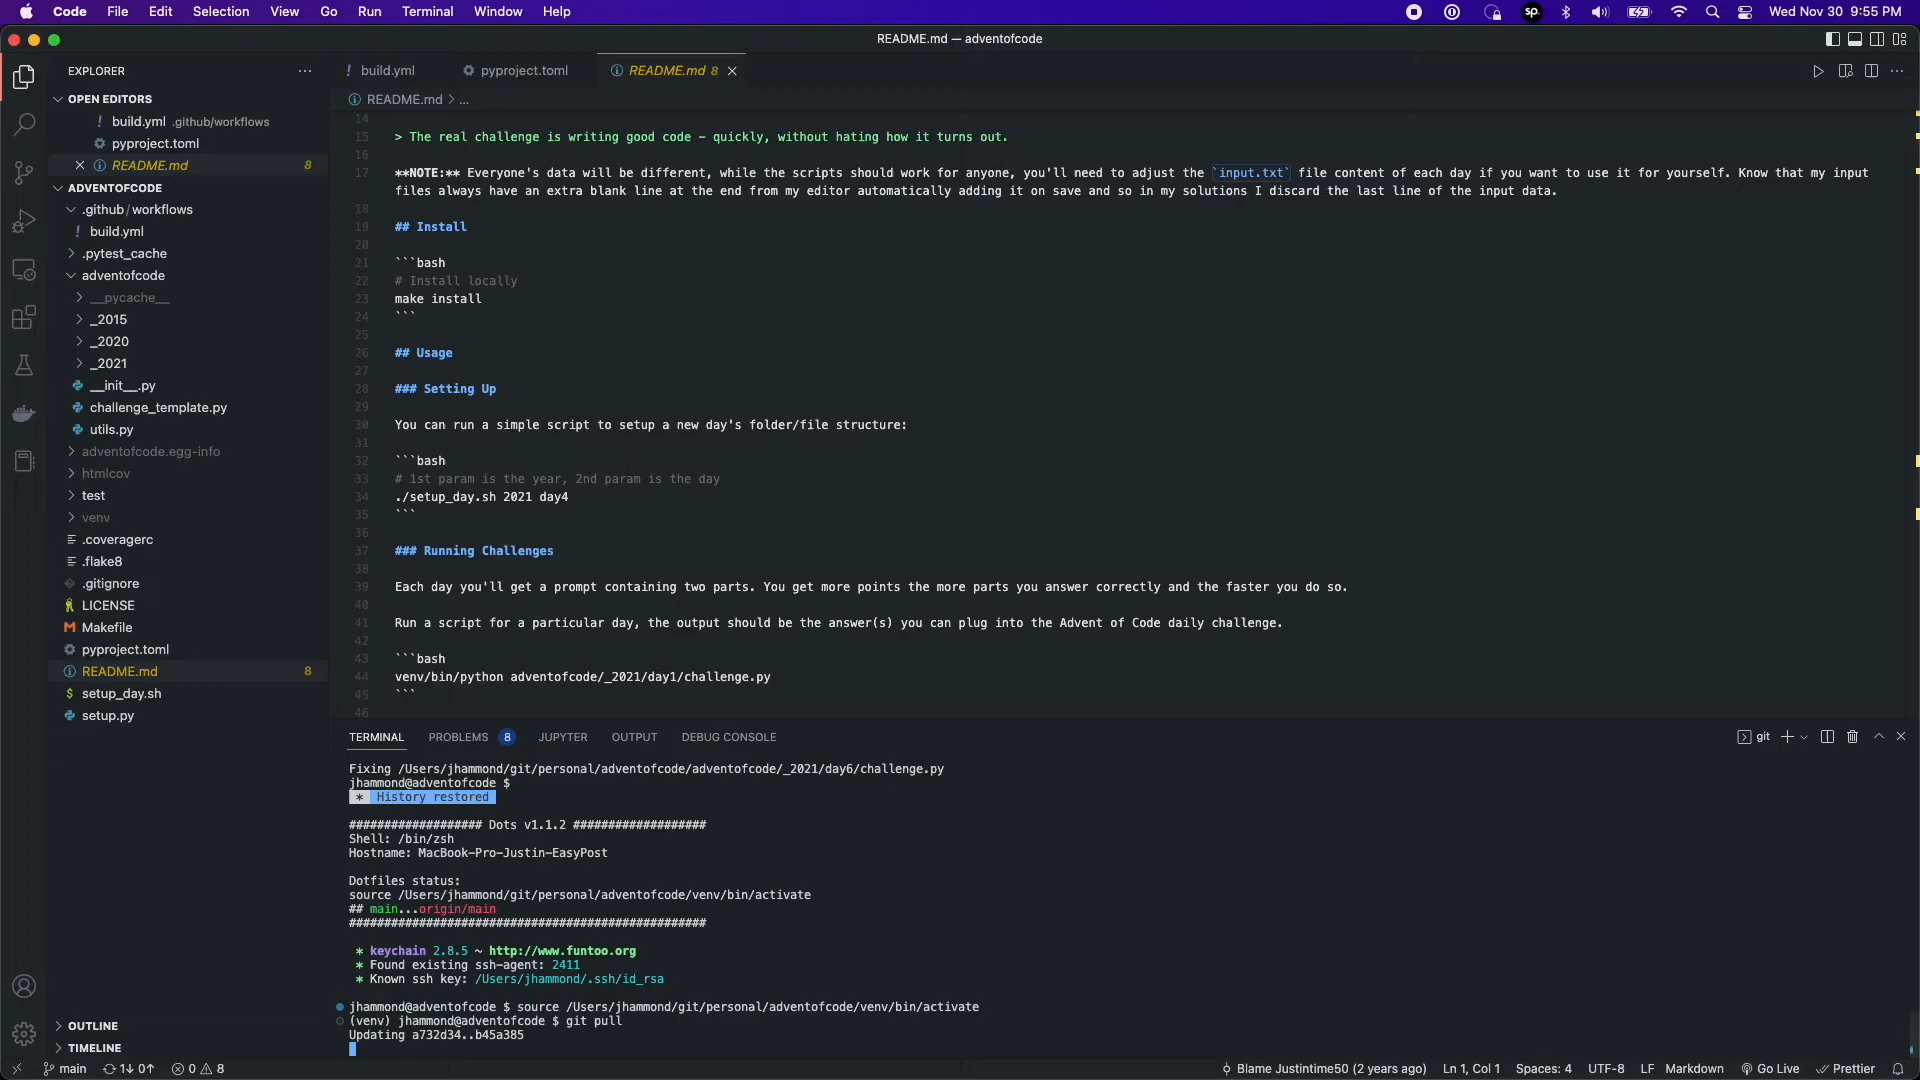 Code File Edit Selection View Go Run Terminal Window Help
sp. Wed Nov 30 9:55 PM
README.md — adventofcode
EXPLORER
OPEN EDITORS
! build.yml .github/workflows
pyproject.toml
README.md 8
ADVENTOFCODE
.github/workflows
! build.yml
.pytest_cache
adventofcode
__pycache__
_2015
_2020
_2021
__init__.py
challenge_template.py
utils.py
adventofcode.egg-info
htmlcov
test
venv
.coveragerc
.flake8
.gitignore
LICENSE
Makefile
pyproject.toml
README.md 8
$ setup_day.sh
setup.py
OUTLINE
TIMELINE
! build.yml pyproject.toml README.md 8
README.md > ...
14
15 > The real challenge is writing good code – quickly, without hating how it turns out.
16
17 **NOTE:** Everyone's data will be different, while the scripts should work for anyone, you'll need to adjust the `input.txt` file content of each day if you want to use it for yourself. Know that my input
files always have an extra blank line at the end from my editor automatically adding it on save and so in my solutions I discard the last line of the input data.
18
19 ## Install
20
21 ```bash
22 # Install locally
23 make install
24 ```
25
26 ## Usage
27
28 ### Setting Up
29
30 You can run a simple script to setup a new day's folder/file structure:
31
32 ```bash
33 # 1st param is the year, 2nd param is the day
34 ./setup_day.sh 2021 day4
35 ```
36
37 ### Running Challenges
38
39 Each day you'll get a prompt containing two parts. You get more points the more parts you answer correctly and the faster you do so.
40
41 Run a script for a particular day, the output should be the answer(s) you can plug into the Advent of Code daily challenge.
42
43 ```bash
44 venv/bin/python adventofcode/_2021/day1/challenge.py
45 ```
46
TERMINAL PROBLEMS 8 JUPYTER OUTPUT DEBUG CONSOLE
git
Fixing /Users/jhammond/git/personal/adventofcode/adventofcode/_2021/day6/challenge.py
jhammond@adventofcode $
* History restored
################### Dots v1.1.2 ###################
Shell: /bin/zsh
Hostname: MacBook-Pro-Justin-EasyPost
Dotfiles status:
source /Users/jhammond/git/personal/adventofcode/venv/bin/activate
## main...origin/main
###################################################
* keychain 2.8.5 ~ http://www.funtoo.org
* Found existing ssh-agent: 2411
* Known ssh key: /Users/jhammond/.ssh/id_rsa
jhammond@adventofcode $ source /Users/jhammond/git/personal/adventofcode/venv/bin/activate
(venv) jhammond@adventofcode $ git pull
Updating a732d34..b45a385
main 1↓ 0↑ 0 8
Blame Justintime50 (2 years ago) Ln 1, Col 1 Spaces: 4 UTF-8 LF Markdown Go Live Prettier